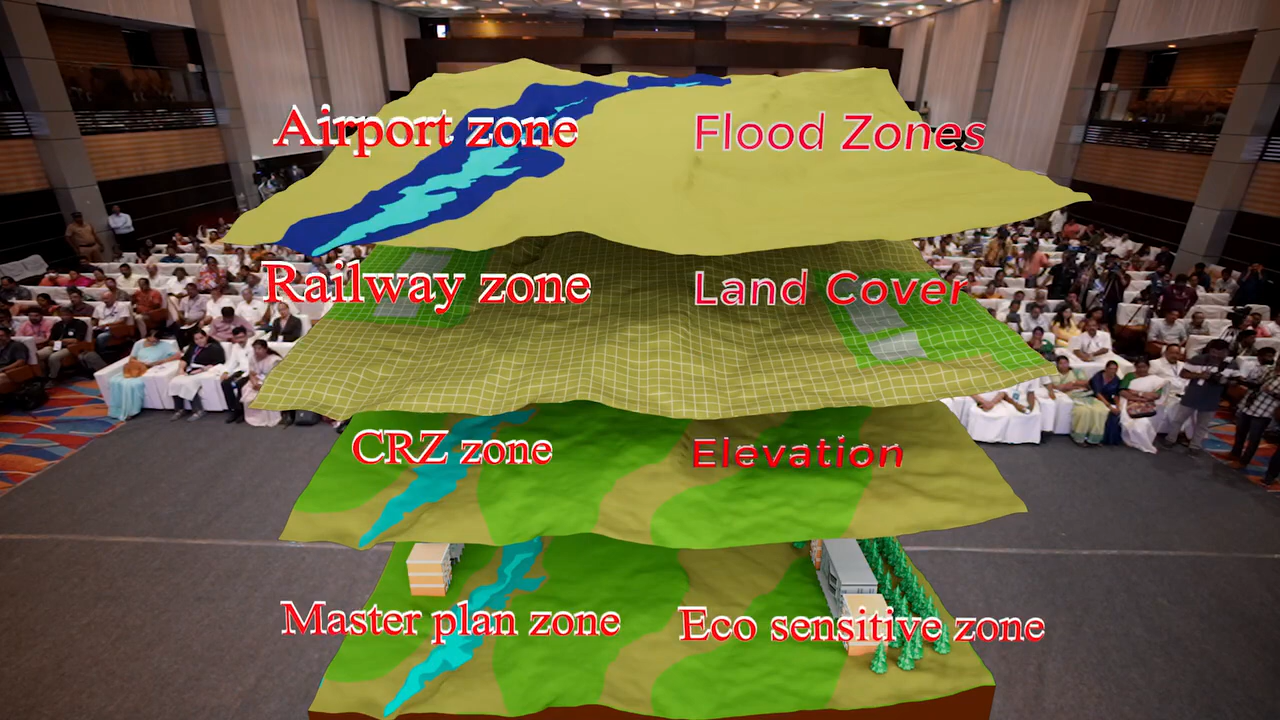 Airport zone
Flood Zones
Railway zone
Land Cover
CRZ zone
Elevation
Master plan zone
Eco sensitive zone